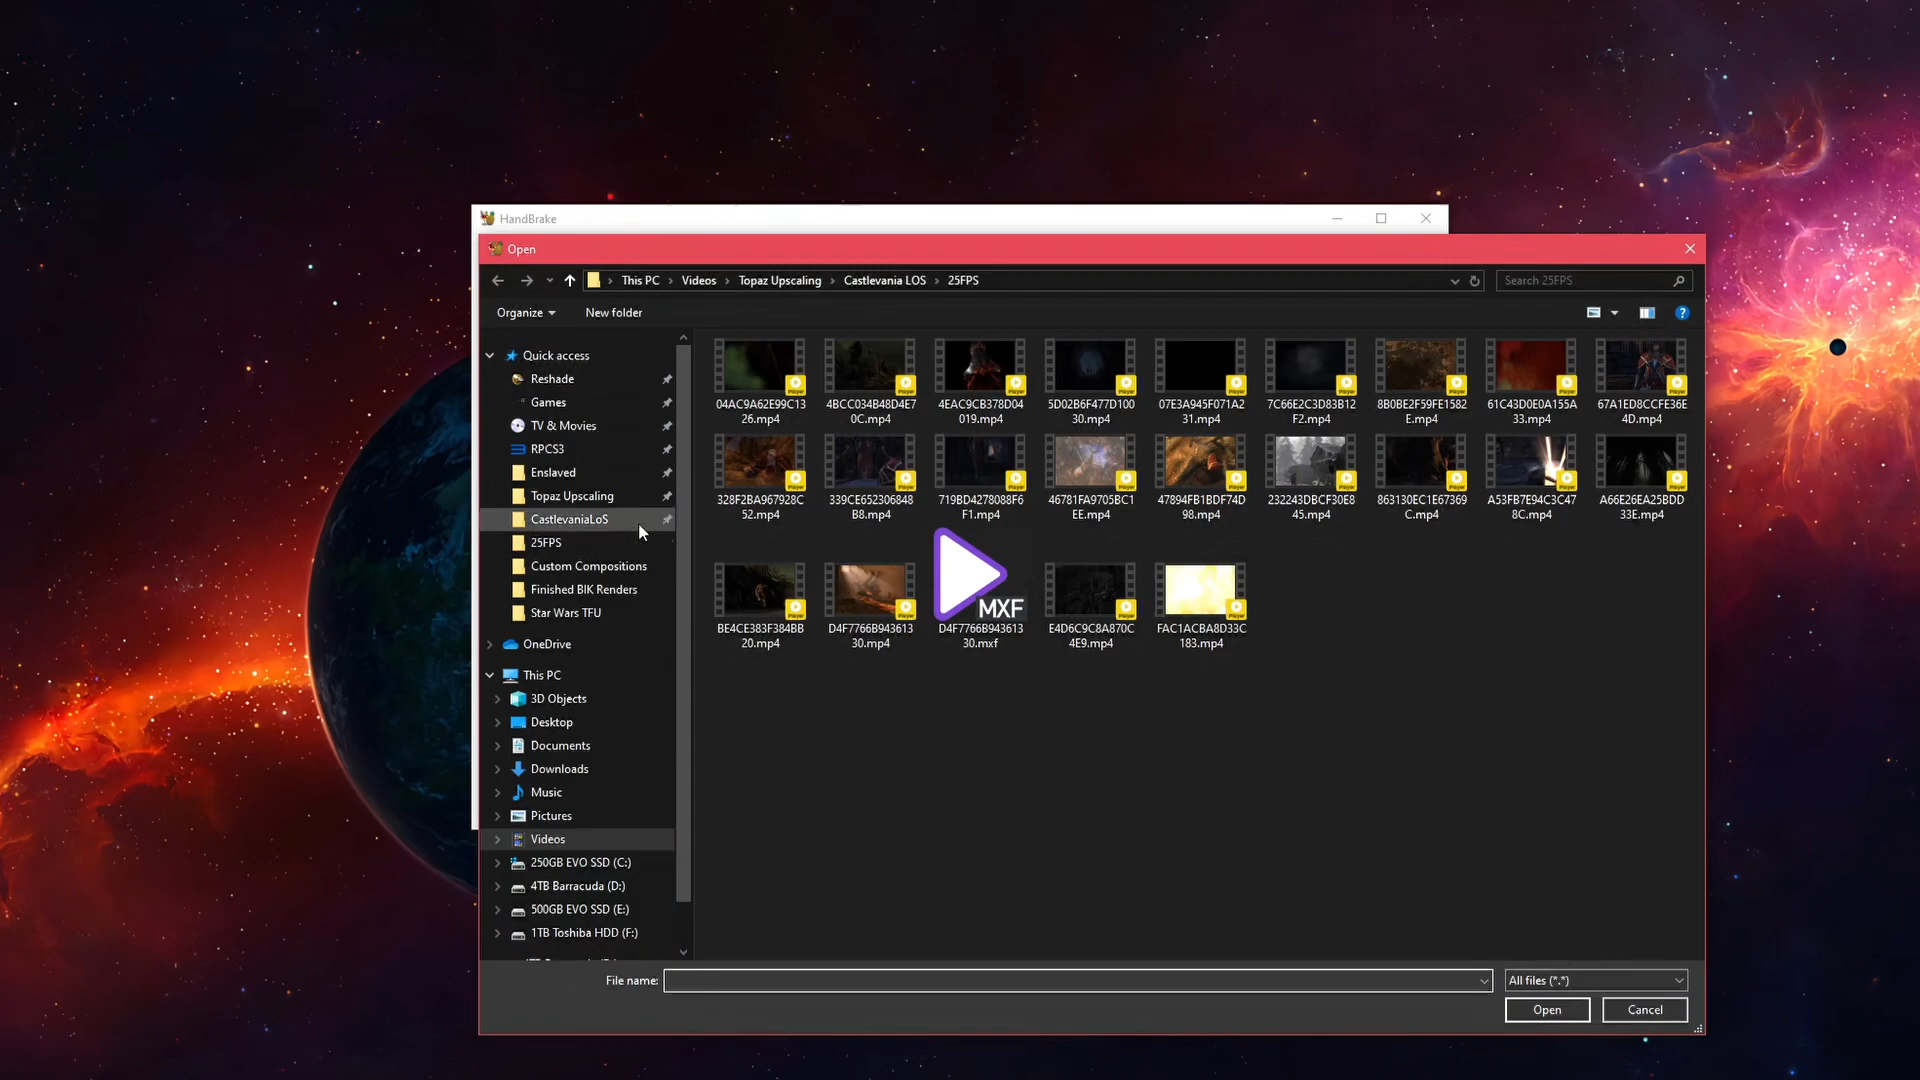 HandBrake
Open
This PC > Videos > Topaz Upscaling > Castlevania LOS > 25FPS
Search 25FPS
Organize
New folder
Quick access
Reshade
Games
TV & Movies
RPCS3
Enslaved
Topaz Upscaling
CastlevaniaLoS
25FPS
Custom Compositions
Finished BIK Renders
Star Wars TFU
OneDrive
This PC
3D Objects
Desktop
Documents
Downloads
Music
Pictures
Videos
250GB EVO SSD (C:)
4TB Barracuda (D:)
500GB EVO SSD (E:)
1TB Toshiba HDD (F:)
04AC9A62E99C13
26.mp4
4BCC034B48D4E7
0C.mp4
4EAC9CB378D04
019.mp4
5D02B6F477D100
30.mp4
07E3A945F071A2
31.mp4
7C66E2C3D83B12
F2.mp4
8B0BE2F59FE1582
E.mp4
61C43D0E0A155A
33.mp4
67A1ED8CCFE36E
4D.mp4
328F2BA967928C
52.mp4
339CE652306848
B8.mp4
719BD4278088F6
F1.mp4
46781FA9705BC1
EE.mp4
47894FB1BDF74D
98.mp4
232243DBCF30E8
45.mp4
863130EC1E67369
C.mp4
A53FB7E94C3C47
8C.mp4
A66E26EA25BDD
33E.mp4
BE4CE383F384BB
20.mp4
D4F7766B943613
30.mp4
MXF
D4F7766B943613
30.mxf
E4D6C9C8A870C
4E9.mp4
FAC1ACBA8D33C
183.mp4
File name:
All files (*.*)
Open
Cancel